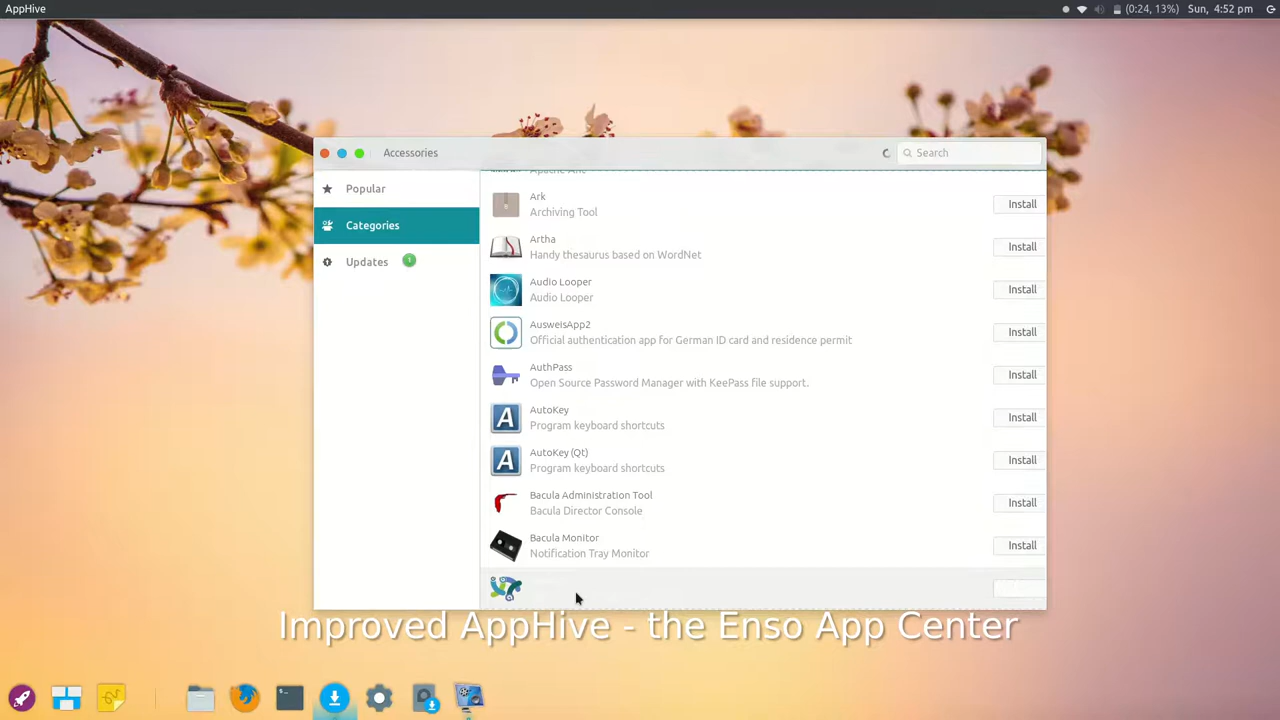 AppHive
(0:24, 13%) Sun, 4:52 pm
Accessories
Search
Popular
Categories
Updates
1
Ark
Archiving Tool
Install
Artha
Handy thesaurus based on WordNet
Install
Audio Looper
Audio Looper
Install
AusweisApp2
Official authentication app for German ID card and residence permit
Install
AuthPass
Open Source Password Manager with KeePass file support.
Install
AutoKey
Program keyboard shortcuts
Install
AutoKey (Qt)
Program keyboard shortcuts
Install
Bacula Administration Tool
Bacula Director Console
Install
Bacula Monitor
Notification Tray Monitor
Install
Improved AppHive - the Enso App Center